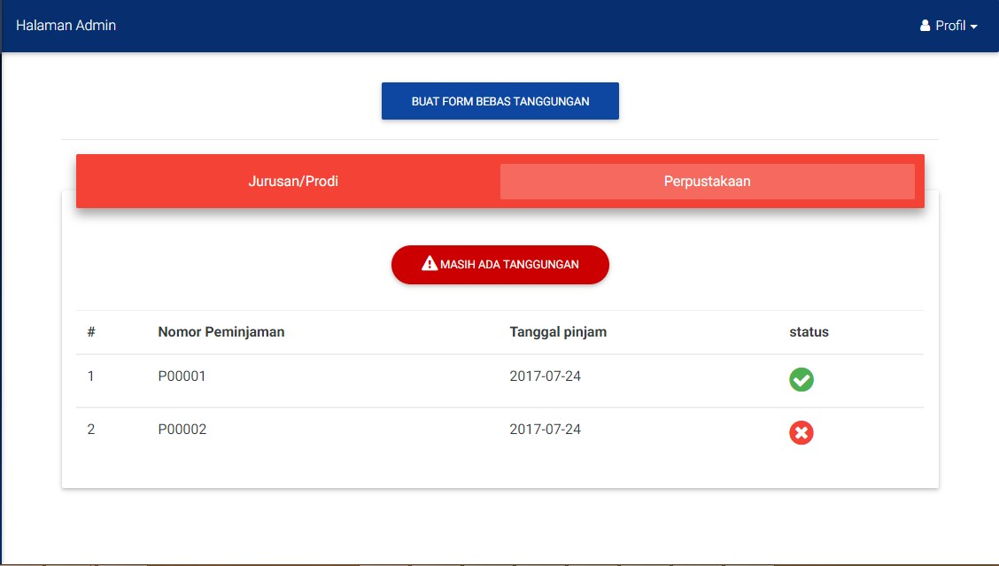 Halaman Admin
Profil
BUAT FORM BEBAS TANGGUNGAN
Jurusan/Prodi
Perpustakaan
MASIH ADA TANGGUNGAN
# Nomor Peminjaman Tanggal pinjam status
1 P00001 2017-07-24
2 P00002 2017-07-24